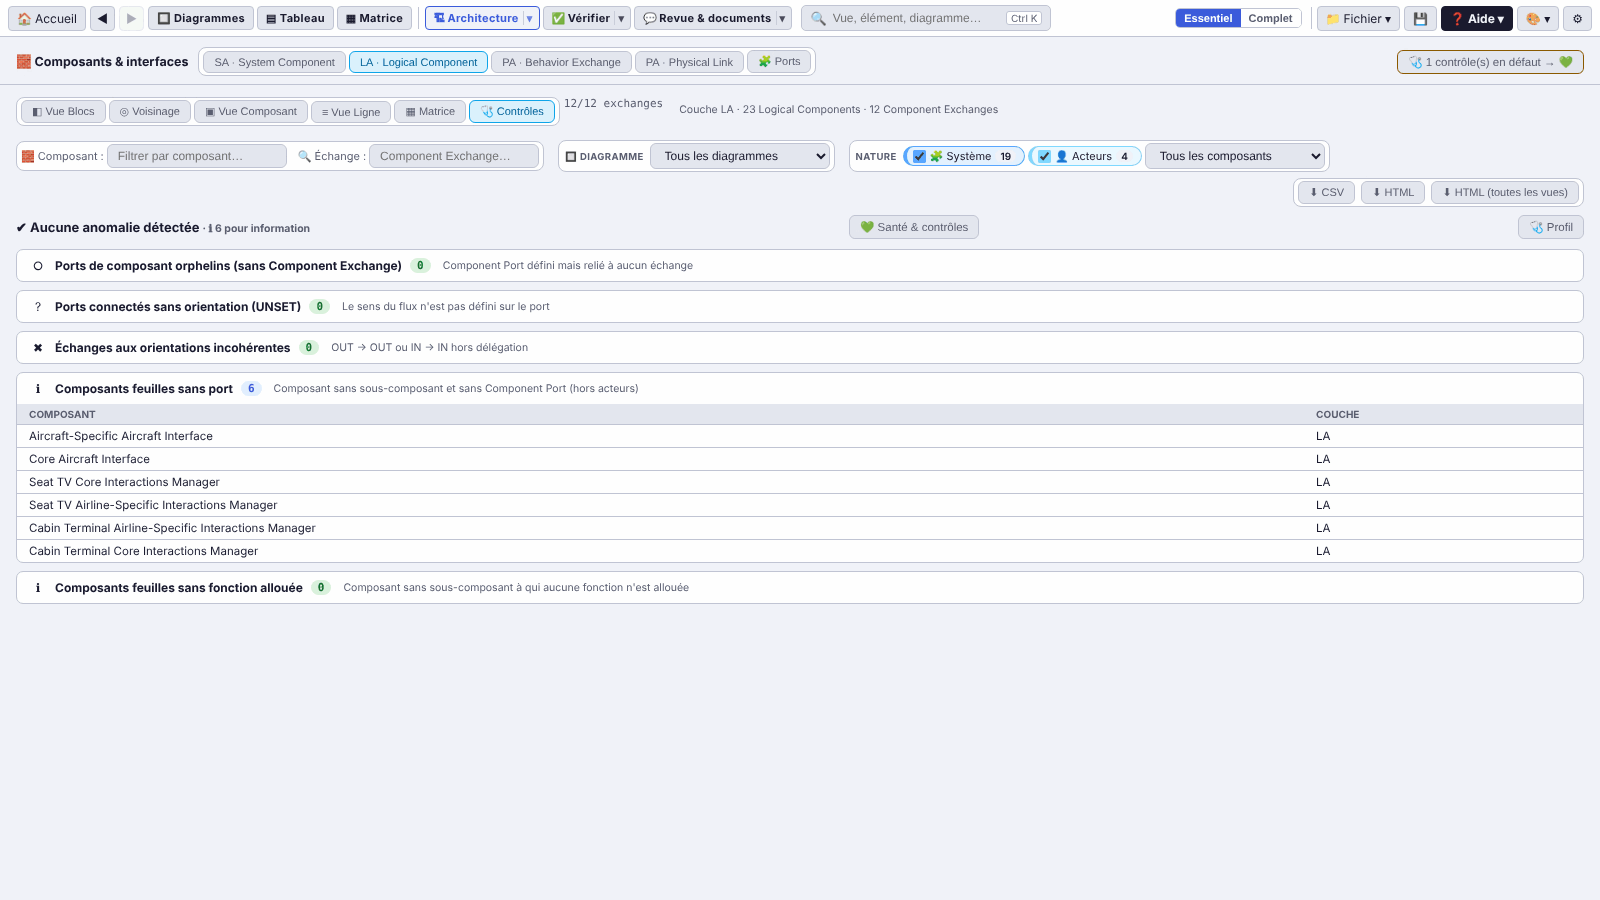 🏠 Accueil ◀ ▶ 🔲 Diagrammes ▤ Tableau ▦ Matrice 🏗 Architecture ▾ ✅ Vérifier ▾ 💬 Revue & documents ▾ 🔍 Vue, élément, diagramme… Ctrl K Essentiel Complet 📁 Fichier ▾ 💾 ❓ Aide ▾ 🎨 ▾ ⚙
🧱 Composants & interfaces SA · System Component LA · Logical Component PA · Behavior Exchange PA · Physical Link 🧩 Ports 🩺 1 contrôle(s) en défaut → 💚
◧ Vue Blocs ◎ Voisinage ▣ Vue Composant ≡ Vue Ligne ▦ Matrice 🩺 Contrôles 12/12 exchanges Couche LA · 23 Logical Components · 12 Component Exchanges
🧱 Composant : Filtrer par composant… 🔍 Échange : Component Exchange… 🔲 DIAGRAMME Tous les diagrammes NATURE 🧩 Système 19 👤 Acteurs 4 Tous les composants
⬇ CSV ⬇ HTML ⬇ HTML (toutes les vues)
✔ Aucune anomalie détectée · ℹ 6 pour information 💚 Santé & contrôles 🩺 Profil
○ Ports de composant orphelins (sans Component Exchange) 0 Component Port défini mais relié à aucun échange
? Ports connectés sans orientation (UNSET) 0 Le sens du flux n'est pas défini sur le port
✖ Échanges aux orientations incohérentes 0 OUT → OUT ou IN → IN hors délégation
ℹ Composants feuilles sans port 6 Composant sans sous-composant et sans Component Port (hors acteurs)
COMPOSANT COUCHE
Aircraft-Specific Aircraft Interface LA
Core Aircraft Interface LA
Seat TV Core Interactions Manager LA
Seat TV Airline-Specific Interactions Manager LA
Cabin Terminal Airline-Specific Interactions Manager LA
Cabin Terminal Core Interactions Manager LA
ℹ Composants feuilles sans fonction allouée 0 Composant sans sous-composant à qui aucune fonction n'est allouée